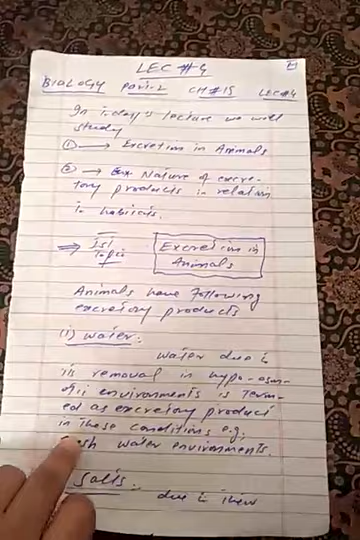 LEC #4
BIOLOGY Part-2 CH#15 LEC#4
In today's lecture we will
study
① → Excretion in Animals
② → Nature of excre-
tory products in relation
to habitats.
⇒ 1st Topic
Excretion in
Animals
Animals have following
excretory products
(i) water:
water due to
its removal in hypo-osm-
otic environments is term-
ed as excretory product
in these conditions e.g,
fresh water environments.
Salts: due to their